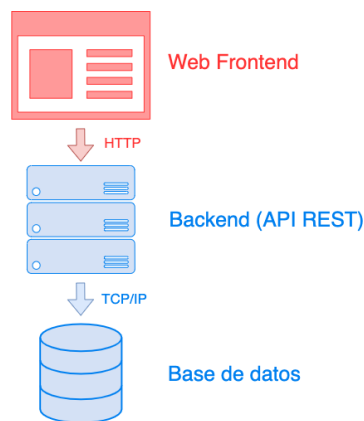 Web Frontend
HTTP
Backend (API REST)
TCP/IP
Base de datos